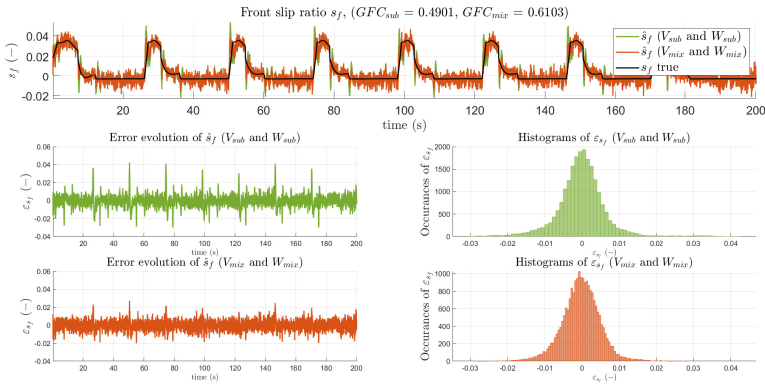 Front slip ratio s_f, (GFC_sub = 0.4901, GFC_mix = 0.6103)
s_f (−)
0.04
0.02
0
-0.02
ŝ_f (V_sub and W_sub)
ŝ_f (V_mix and W_mix)
s_f true
20 40 60 80 100 120 140 160 180 200
time (s)
Error evolution of ŝ_f (V_sub and W_sub)
ε_sf (−)
0.06
0.04
0.02
0
-0.02
-0.04
0 20 40 60 80 100 120 140 160 180 200
time (s)
Histograms of ε_sf (V_sub and W_sub)
Occurances of ε_sf
2000
1500
1000
500
0
-0.03 -0.02 -0.01 0 0.01 0.02 0.03 0.04
ε_sf (−)
Error evolution of ŝ_f (V_mix and W_mix)
ε_sf (−)
0.06
0.04
0.02
0
-0.02
-0.04
0 20 40 60 80 100 120 140 160 180 200
time (s)
Histograms of ε_sf (V_mix and W_mix)
Occurances of ε_sf
1000
500
0
-0.03 -0.02 -0.01 0 0.01 0.02 0.03 0.04
ε_sf (−)